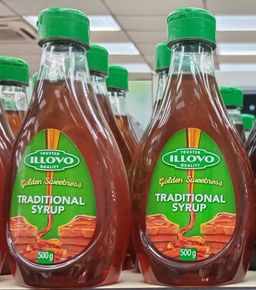 TRUSTED
ILLOVO
QUALITY
Golden Sweetness
TRADITIONAL
SYRUP
500g
TRUSTED
ILLOVO
QUALITY
Golden Sweetness
TRADITIONAL
SYRUP
500g